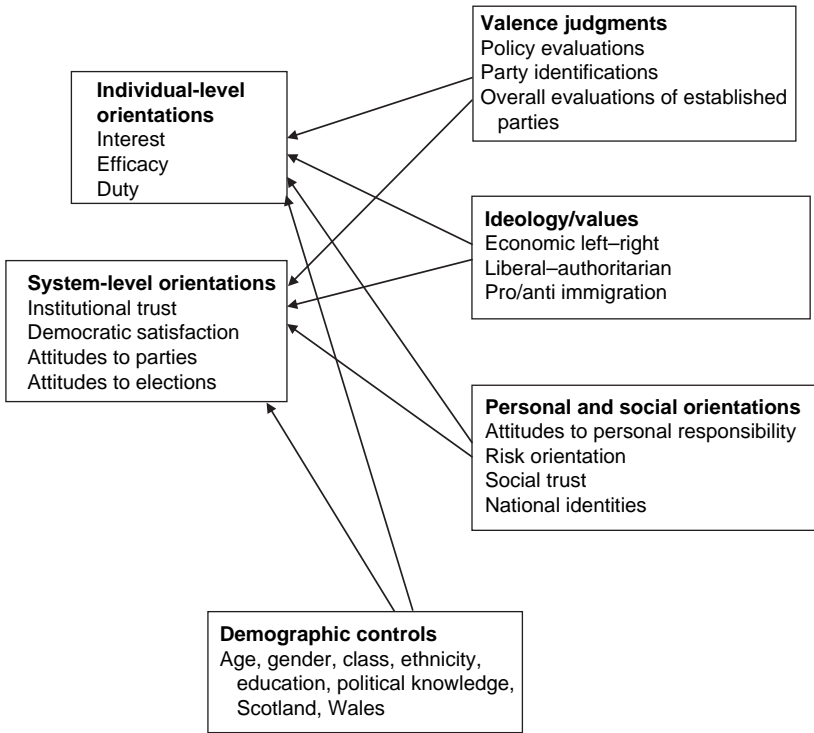 Valence judgments
Policy evaluations
Party identifications
Overall evaluations of established
parties
Individual-level
orientations
Interest
Efficacy
Duty
Ideology/values
Economic left–right
Liberal–authoritarian
Pro/anti immigration
System-level orientations
Institutional trust
Democratic satisfaction
Attitudes to parties
Attitudes to elections
Personal and social orientations
Attitudes to personal responsibility
Risk orientation
Social trust
National identities
Demographic controls
Age, gender, class, ethnicity,
education, political knowledge,
Scotland, Wales